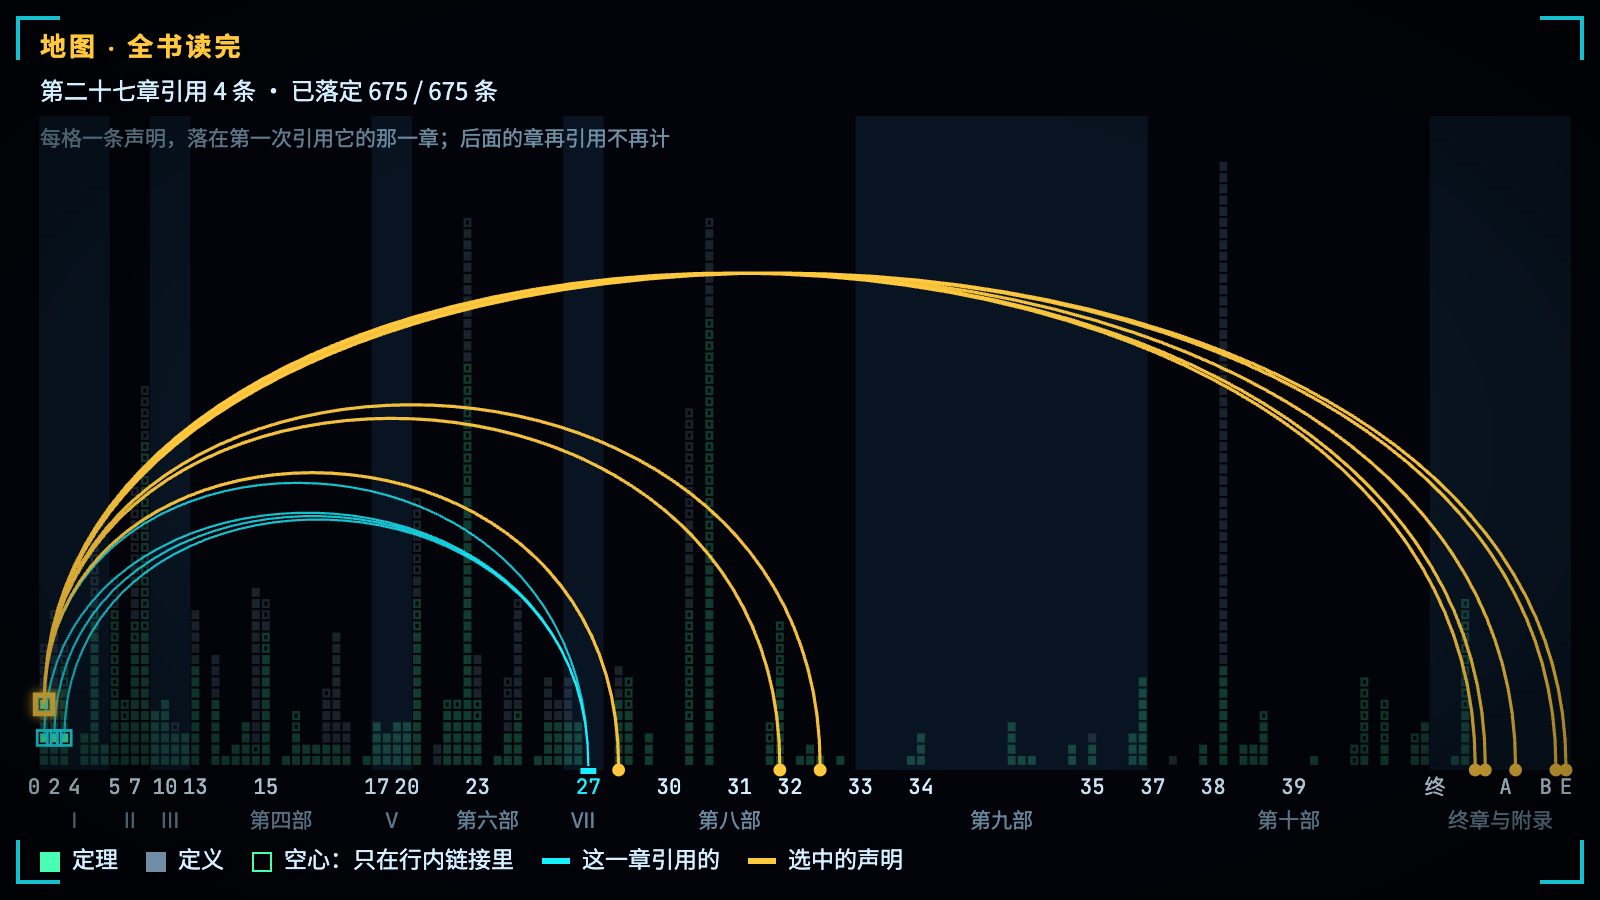 地图 · 全书读完
第二十七章引用 4 条 · 已落定 675 / 675 条
每格一条声明，落在第一次引用它的那一章；后面的章再引用不再计
0 2 4 5 7 10 13 15 17 20 23 27 30 31 32 33 34 35 37 38 39 终 A B E
I II III 第四部 V 第六部 VII 第八部 第九部 第十部 终章与附录
定理 定义 空心：只在行内链接里 这一章引用的 选中的声明